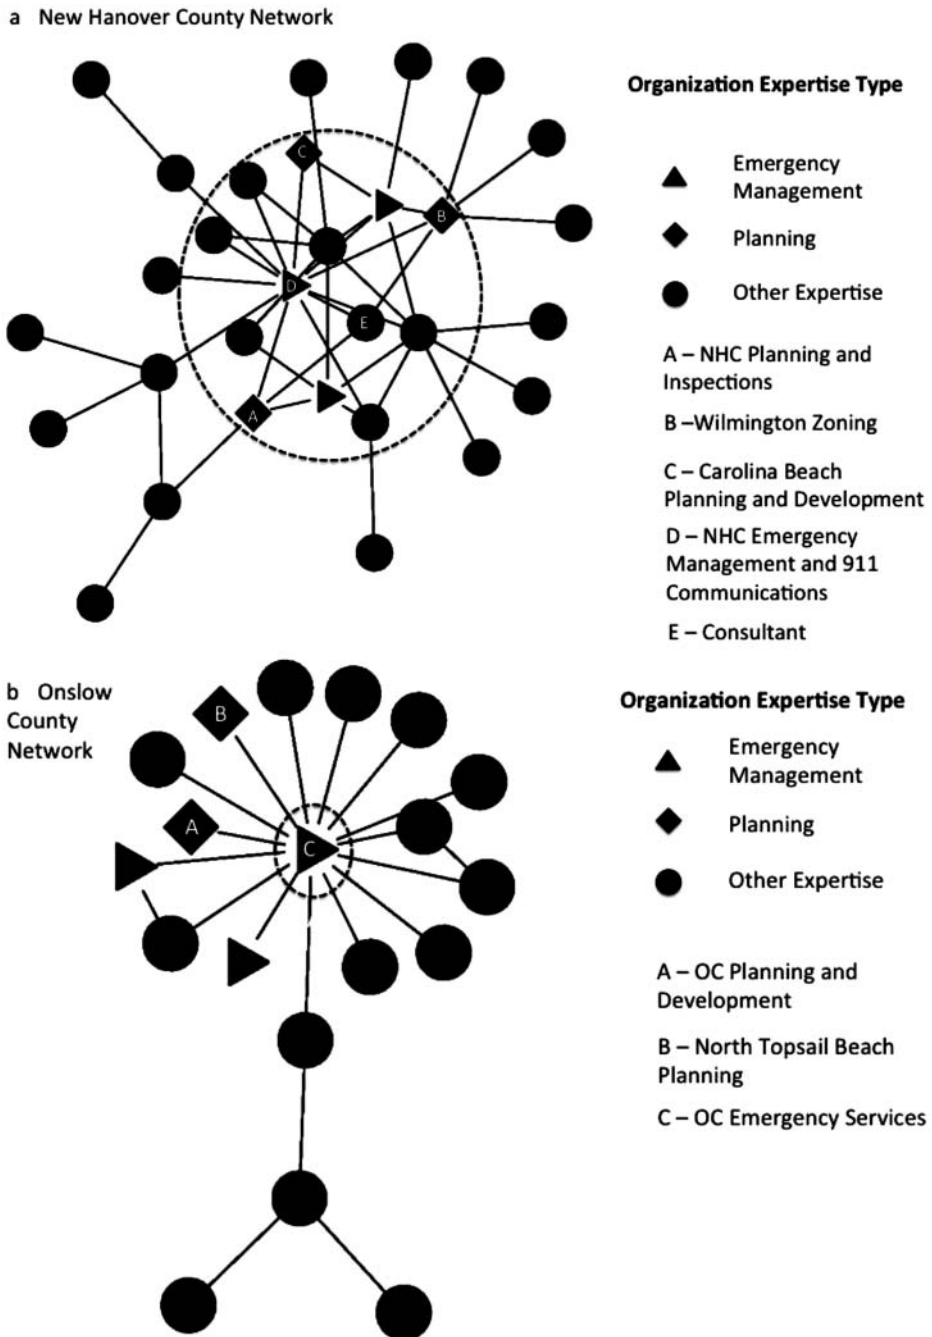 a New Hanover County Network
Organization Expertise Type
Emergency
Management
Planning
Other Expertise
A – NHC Planning and
Inspections
B –Wilmington Zoning
C – Carolina Beach
Planning and Development
D – NHC Emergency
Management and 911
Communications
E – Consultant
C
B
D
E
A
b Onslow
County
Network
Organization Expertise Type
Emergency
Management
Planning
Other Expertise
A – OC Planning and
Development
B – North Topsail Beach
Planning
C – OC Emergency Services
B
A
C